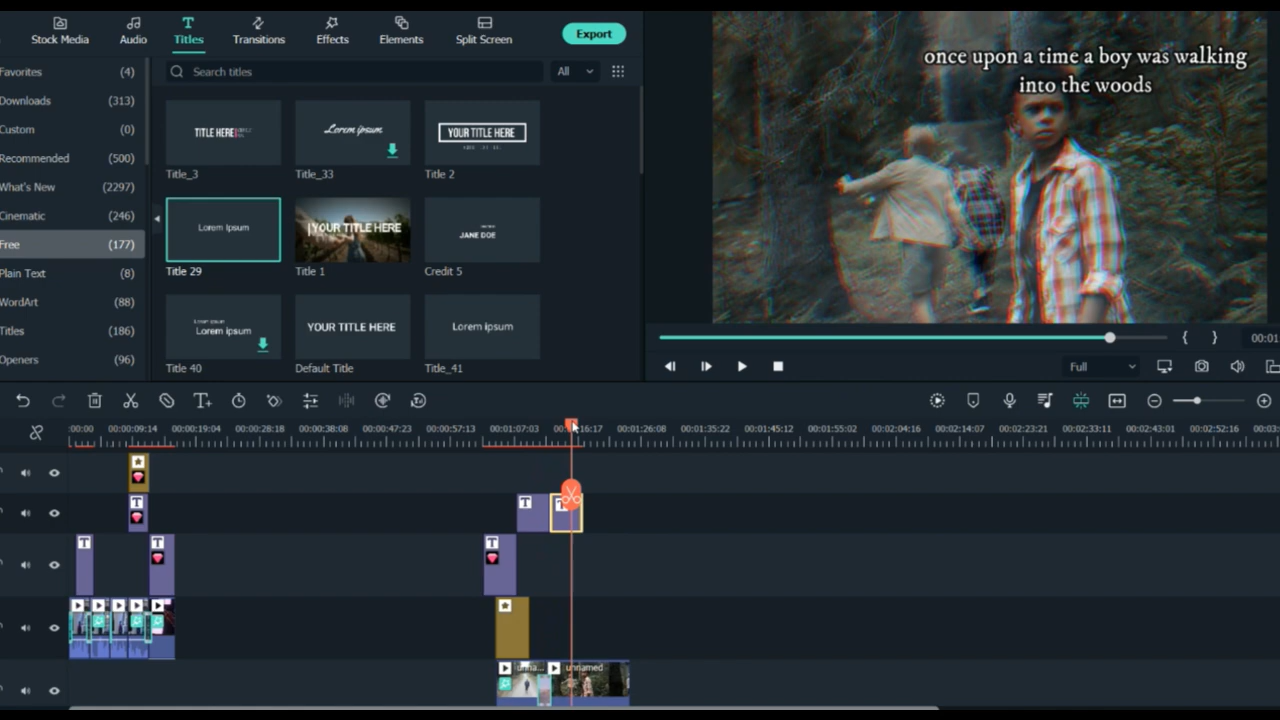 Stock Media
Audio
Titles
Transitions
Effects
Elements
Split Screen
Export
Favorites (4)
Downloads (313)
Custom (0)
Recommended (500)
What's New (2297)
Cinematic (246)
Free (177)
Plain Text (8)
WordArt (88)
Titles (186)
Openers (96)
Search titles
All
TITLE HERE
Title_3
Lorem ipsum
Title_33
YOUR TITLE HERE
Title 2
Lorem Ipsum
Title 29
YOUR TITLE HERE
Title 1
JANE DOE
Credit 5
Lorem ipsum
Title 40
YOUR TITLE HERE
Default Title
Lorem ipsum
Title_41
once upon a time a boy was walking
into the woods
00:01
Full
:00:00 00:00:09:14 00:00:19:04 00:00:28:18 00:00:38:08 00:00:47:23 00:00:57:13 00:01:07:03 16:17 00:01:26:08 00:01:35:22 00:01:45:12 00:01:55:02 00:02:04:16 00:02:14:07 00:02:23:21 00:02:33:11 00:02:43:01 00:02:52:16 00:03:0
unna... unnamed